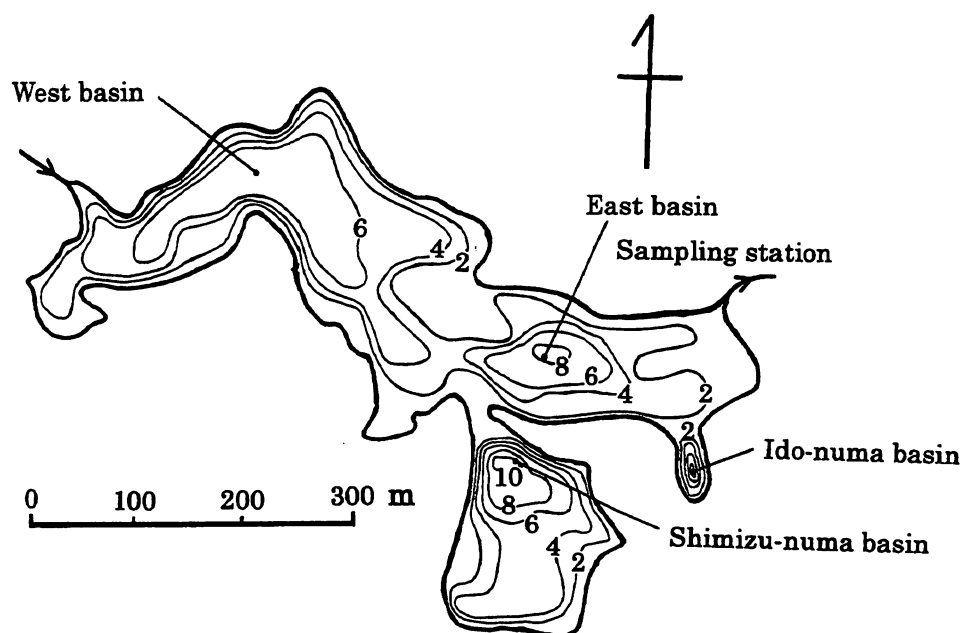 West basin
East basin
Sampling station
6
4
2
8
6
4
2
2
Ido-numa basin
10
8
6
4
2
Shimizu-numa basin
0 100 200 300 m